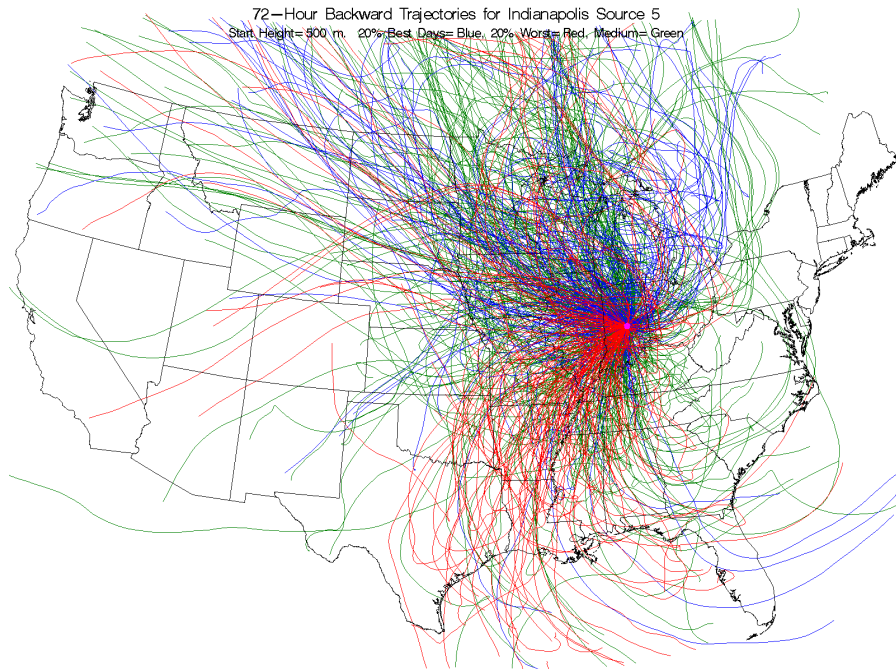 72-Hour Backward Trajectories for Indianapolis Source 5
Start Height= 500 m. 20% Best Days= Blue, 20% Worst= Red, Medium= Green